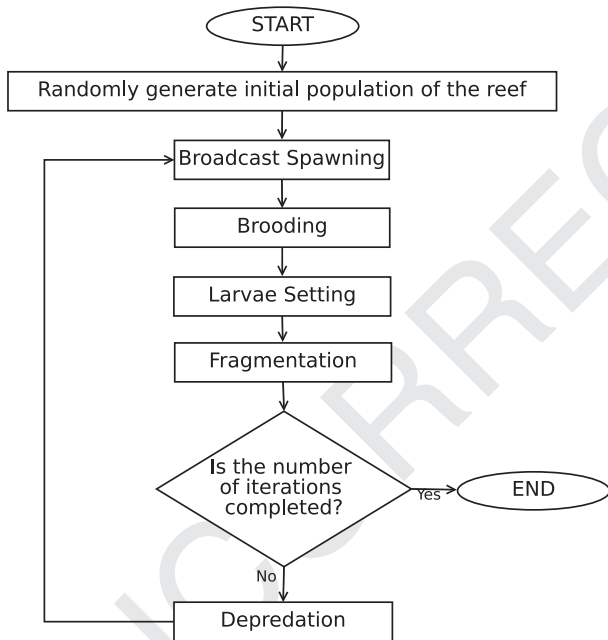 START
Randomly generate initial population of the reef
Broadcast Spawning
Brooding
Larvae Setting
Fragmentation
Is the number
of iterations
completed?
Yes
END
No
Depredation